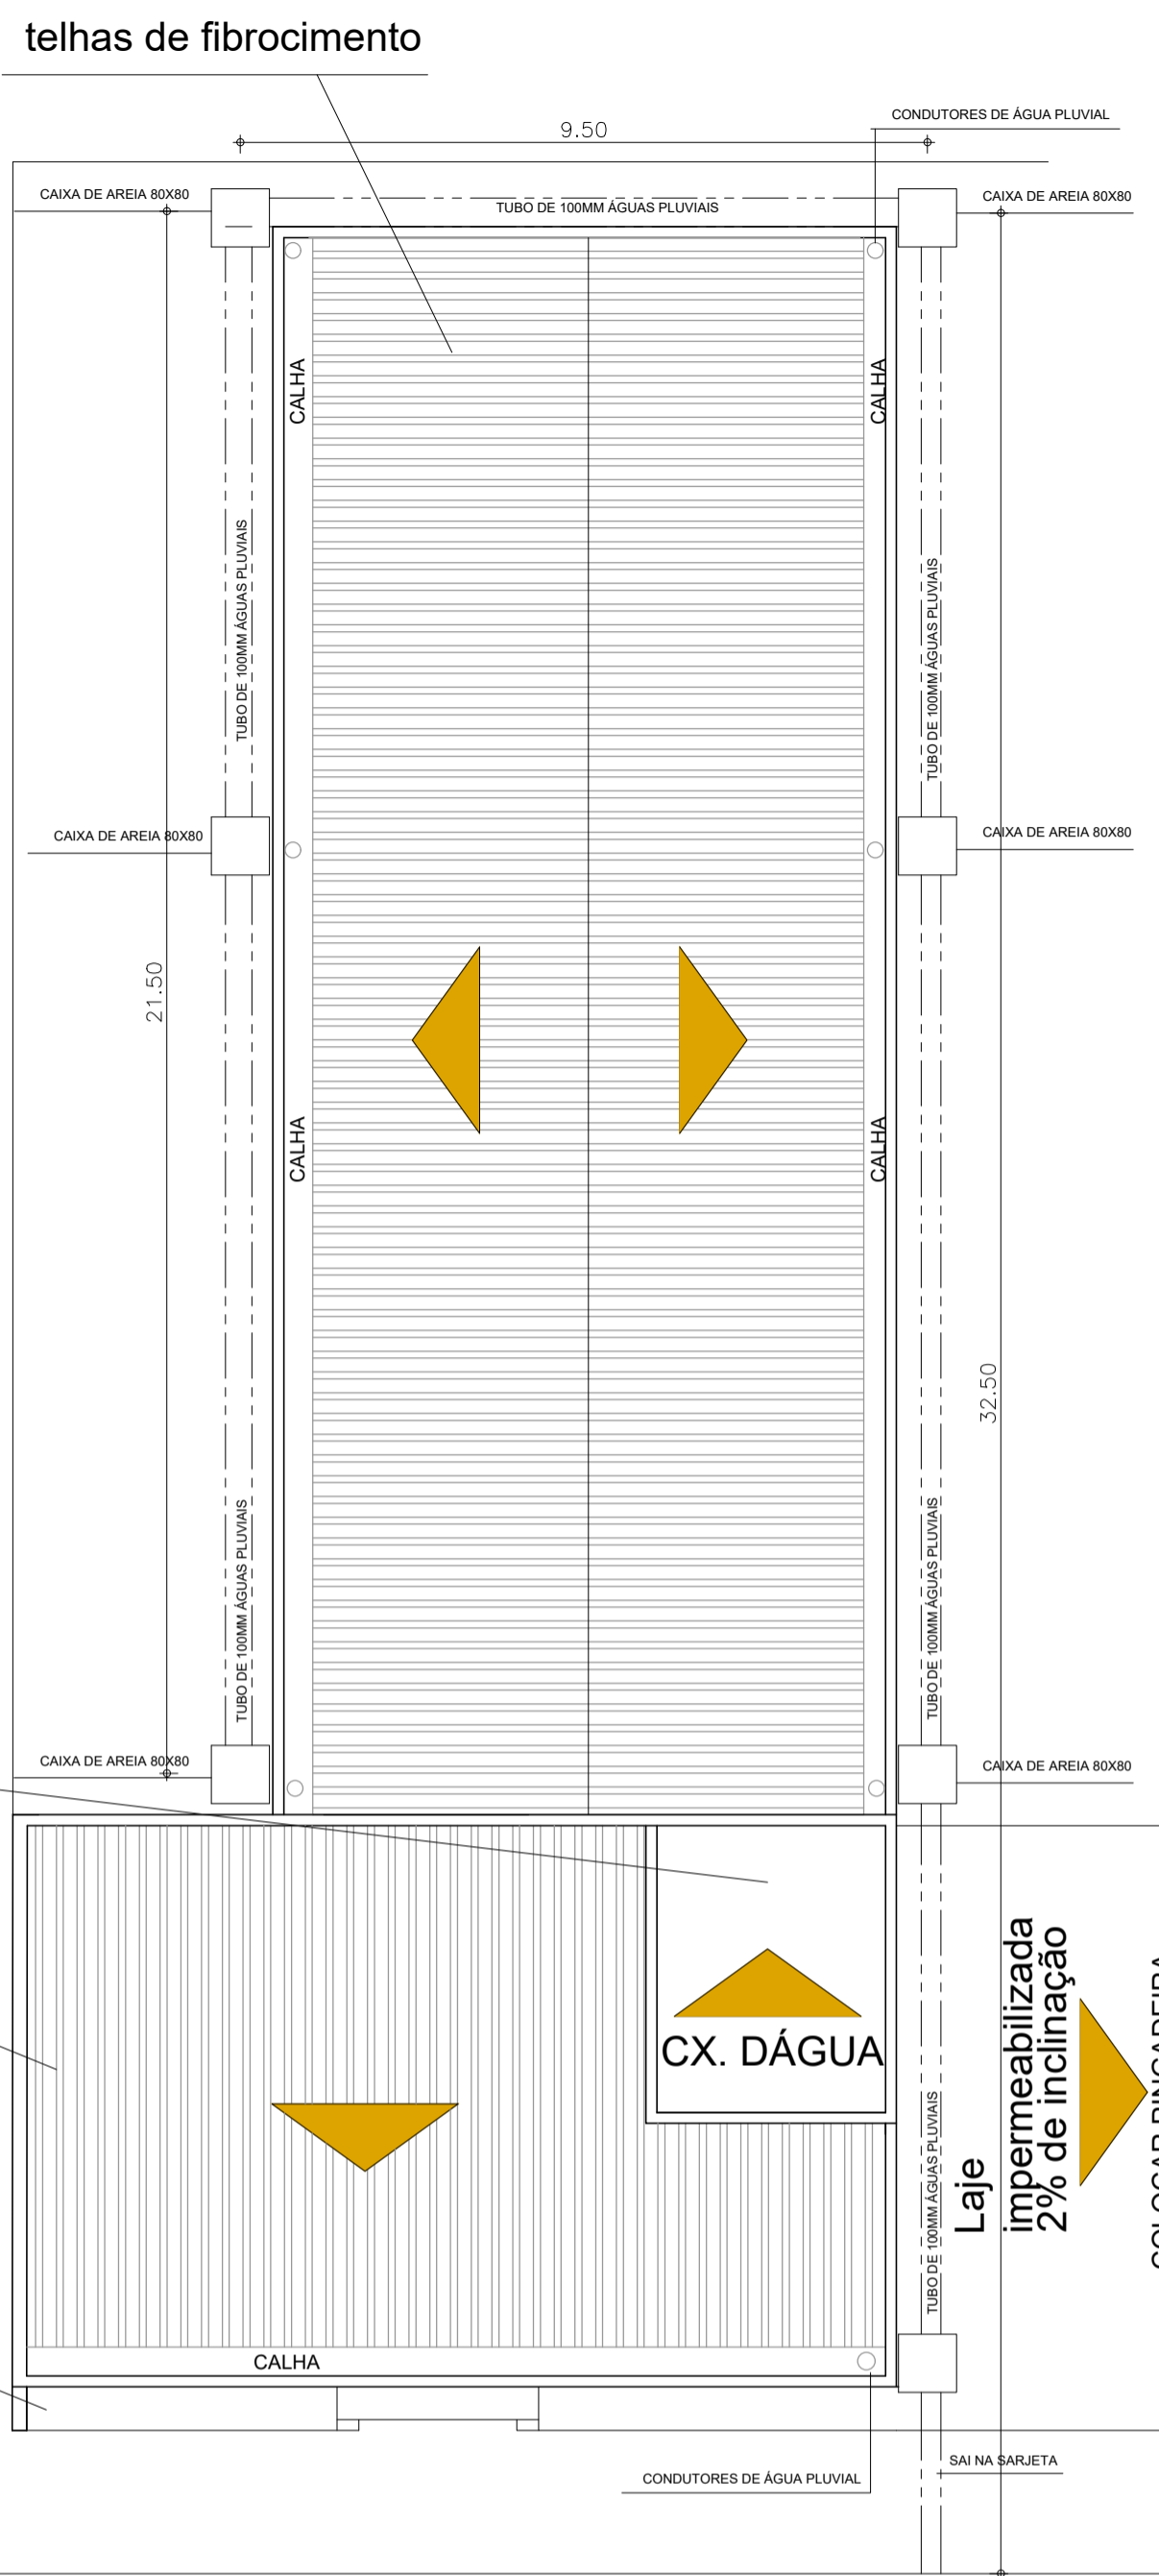 telhas de fibrocimento
CONDUTORES DE ÁGUA PLUVIAL
9.50
CAIXA DE AREIA 80X80
TUBO DE 100MM ÁGUAS PLUVIAIS
CAIXA DE AREIA 80X80
CALHA
CALHA
TUBO DE 100MM ÁGUAS PLUVIAIS
TUBO DE 100MM ÁGUAS PLUVIAIS
CAIXA DE AREIA 80X80
CAIXA DE AREIA 80X80
21.50
CALHA
CALHA
32.50
TUBO DE 100MM ÁGUAS PLUVIAIS
TUBO DE 100MM ÁGUAS PLUVIAIS
CAIXA DE AREIA 80X80
CAIXA DE AREIA 80X80
CX. DÁGUA
TUBO DE 100MM ÁGUAS PLUVIAIS
Laje
impermeabilizada
2% de inclinação
CALHA
SAI NA SARJETA
CONDUTORES DE ÁGUA PLUVIAL